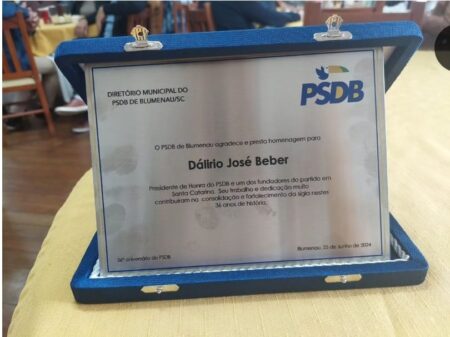 DIRETÓRIO MUNICIPAL DO
PSDB DE BLUMENAU/SC
PSDB
O PSDB de Blumenau agradece e presta homenagem para
Dálirio José Beber
Presidente de Honra do PSDB e um dos fundadores do partido em
Santa Catarina. Seu trabalho e dedicação muito
contribuíram na consolidação e fortalecimento da sigla nestes
36 anos de história.
Blumenau, 25 de junho de 2024
36º aniversário do PSDB